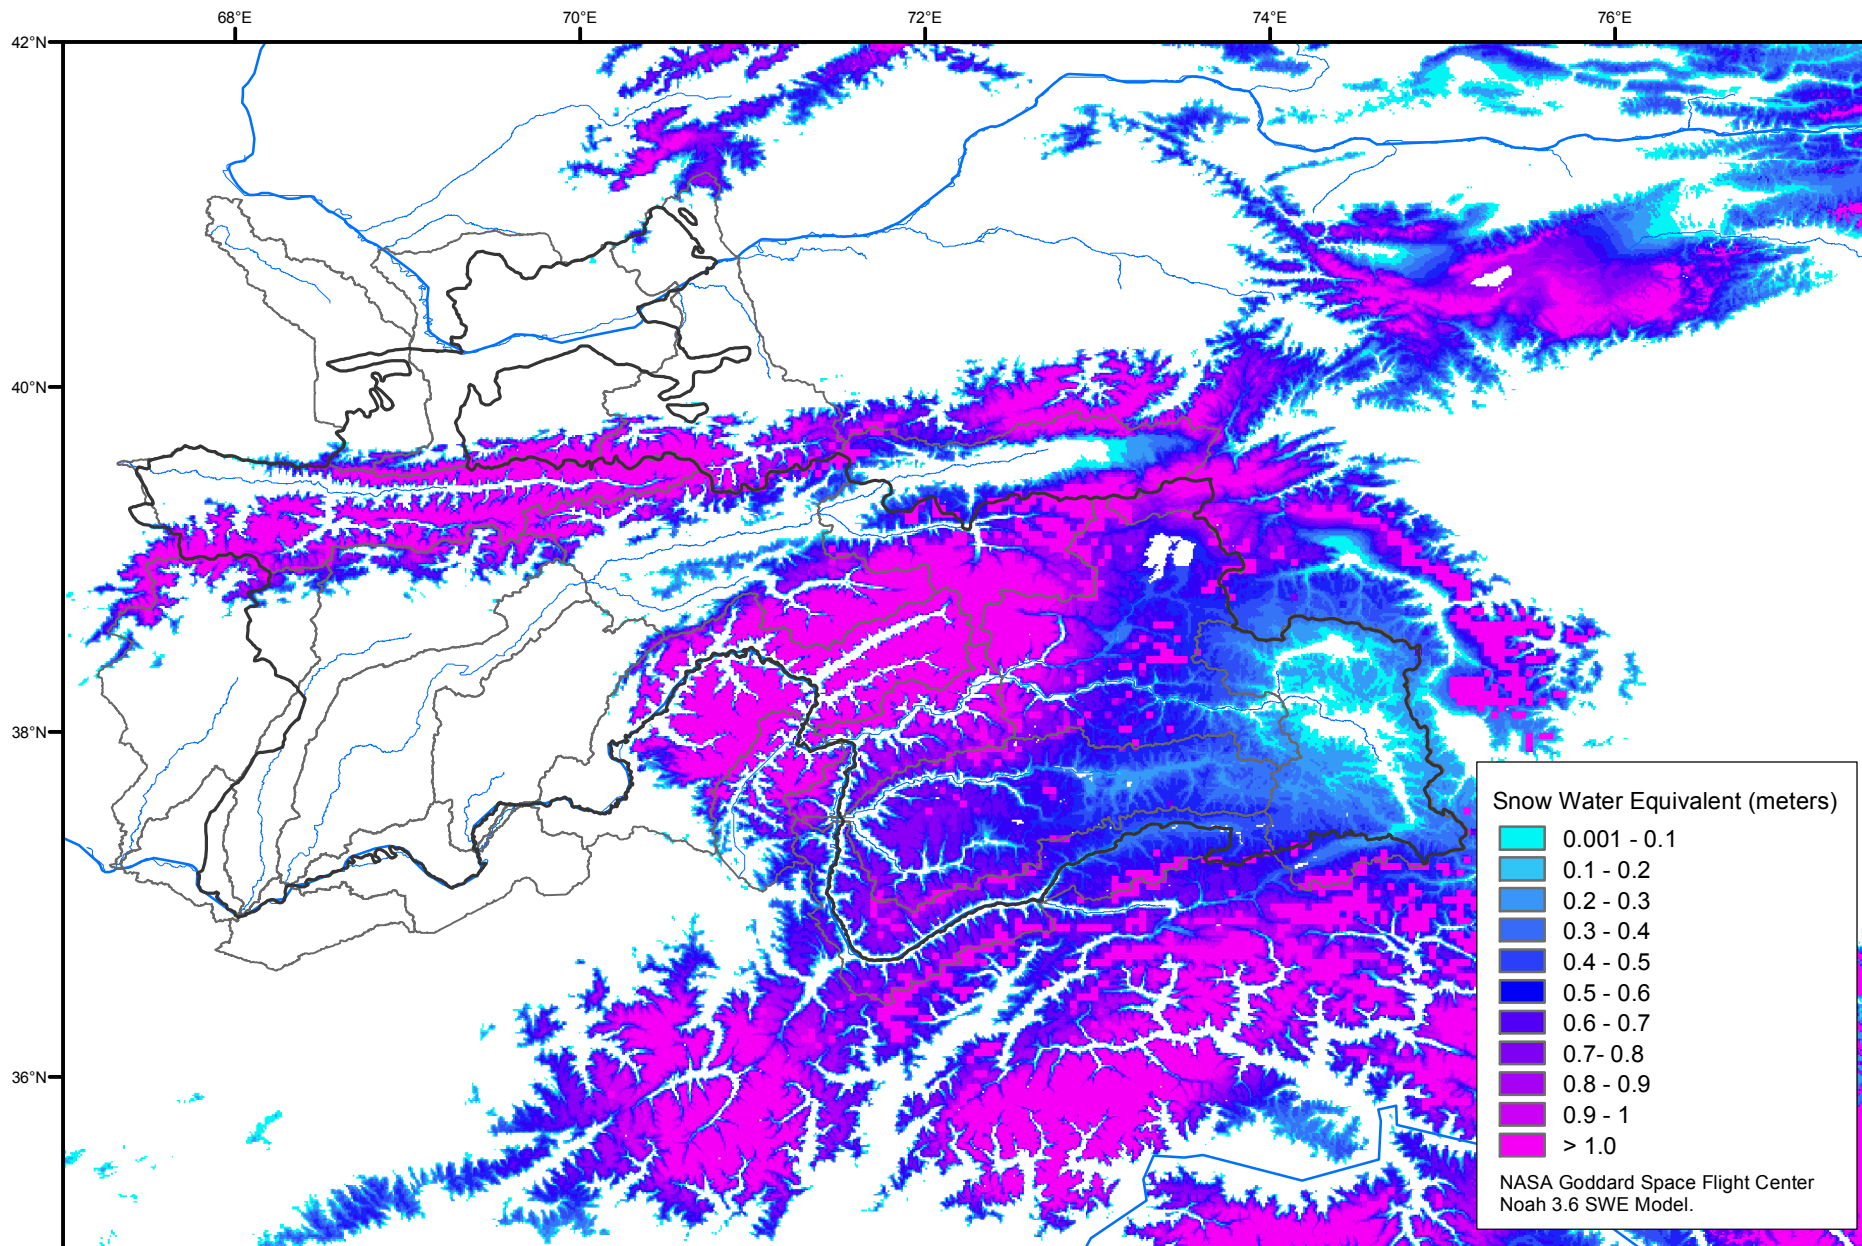 68°E 70°E 72°E 74°E 76°E
42°N
40°N
38°N
36°N
Snow Water Equivalent (meters)
0.001 - 0.1
0.1 - 0.2
0.2 - 0.3
0.3 - 0.4
0.4 - 0.5
0.5 - 0.6
0.6 - 0.7
0.7- 0.8
0.8 - 0.9
0.9 - 1
> 1.0
NASA Goddard Space Flight Center
Noah 3.6 SWE Model.